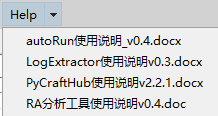 Help
autoRun使用说明_v0.4.docx
LogExtractor使用说明v0.3.docx
PyCraftHub使用说明v2.2.1.docx
RA分析工具使用说明v0.4.doc